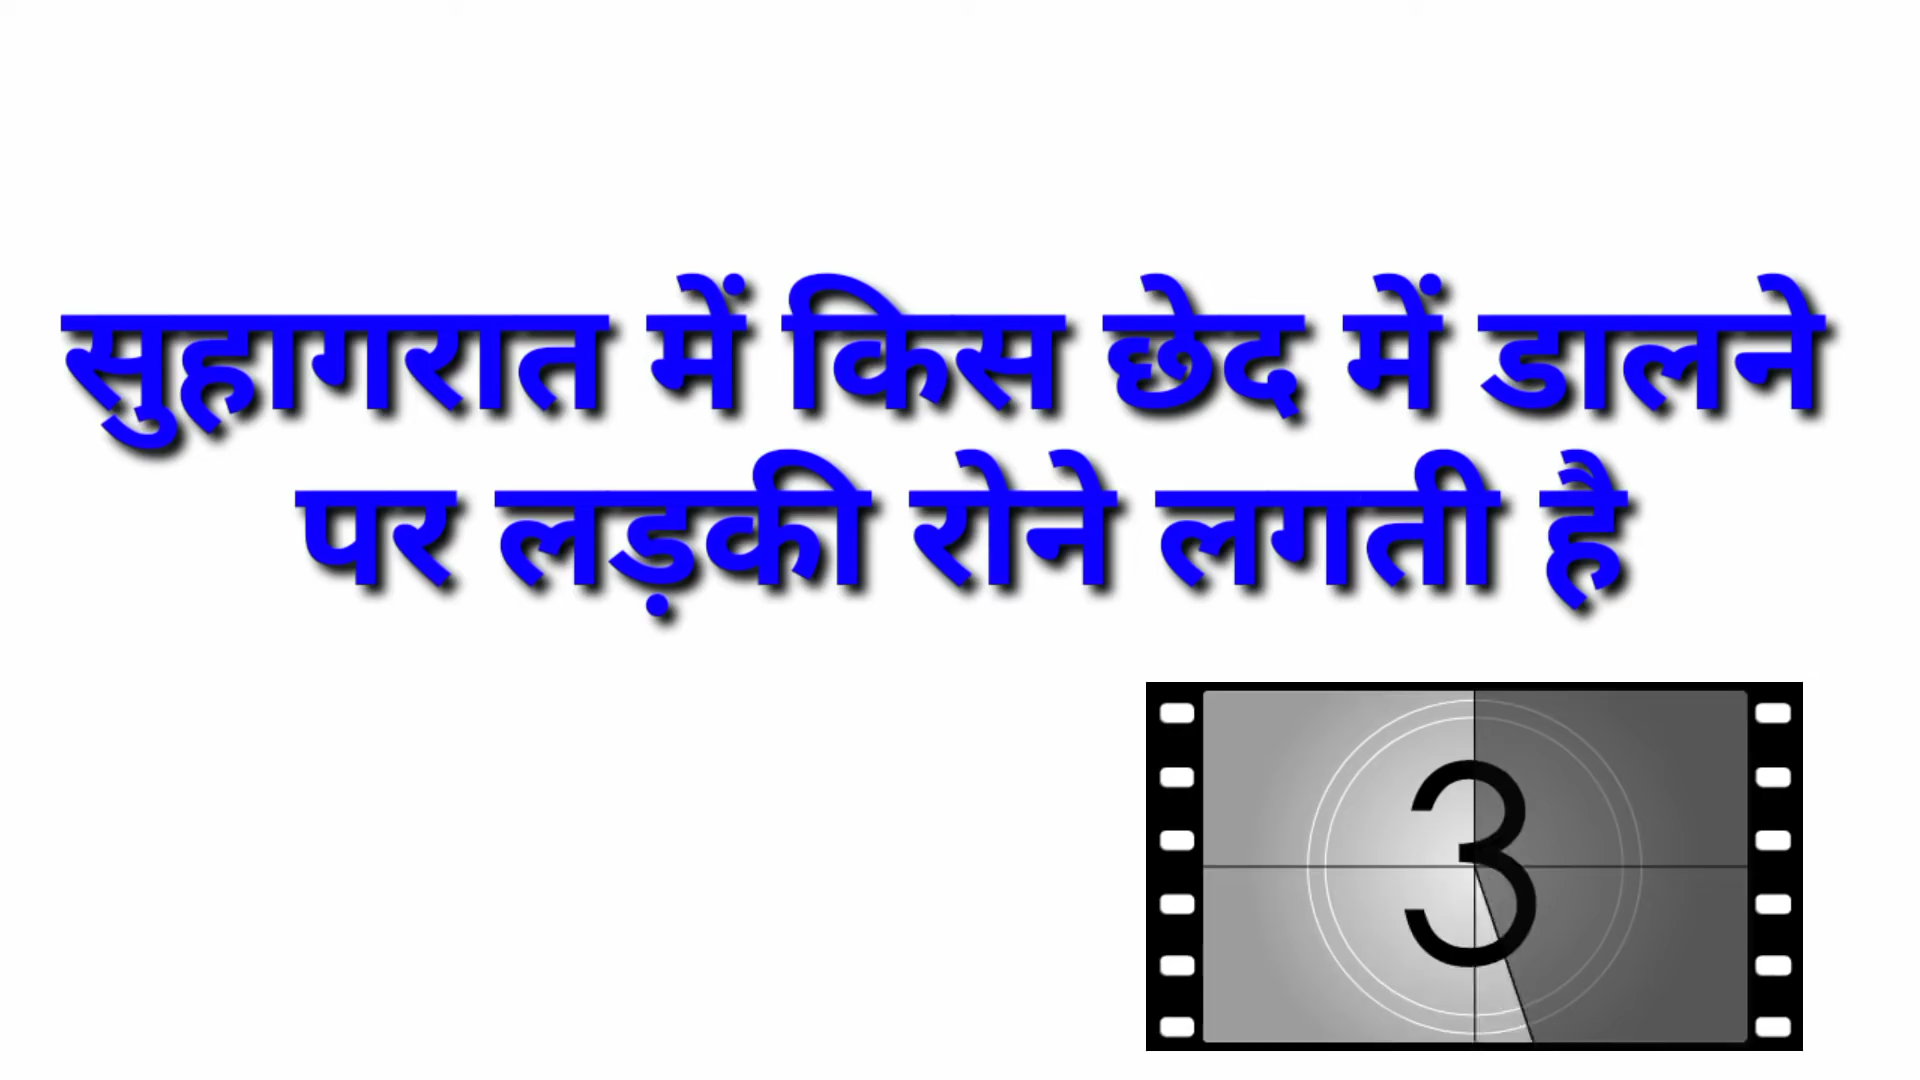 सुहागरात में किस छेद में डालने
पर लड़की रोने लगती है
3